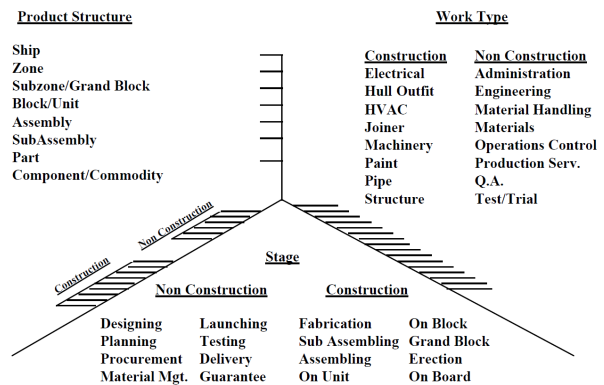 Product Structure
Ship
Zone
Subzone/Grand Block
Block/Unit
Assembly
SubAssembly
Part
Component/Commodity
Work Type
Construction
Electrical
Hull Outfit
HVAC
Joiner
Machinery
Paint
Pipe
Structure
Non Construction
Administration
Engineering
Material Handling
Materials
Operations Control
Production Serv.
Q.A.
Test/Trial
Non Construction
Construction
Stage
Non Construction
Designing
Planning
Procurement
Material Mgt.
Launching
Testing
Delivery
Guarantee
Construction
Fabrication
Sub Assembling
Assembling
On Unit
On Block
Grand Block
Erection
On Board